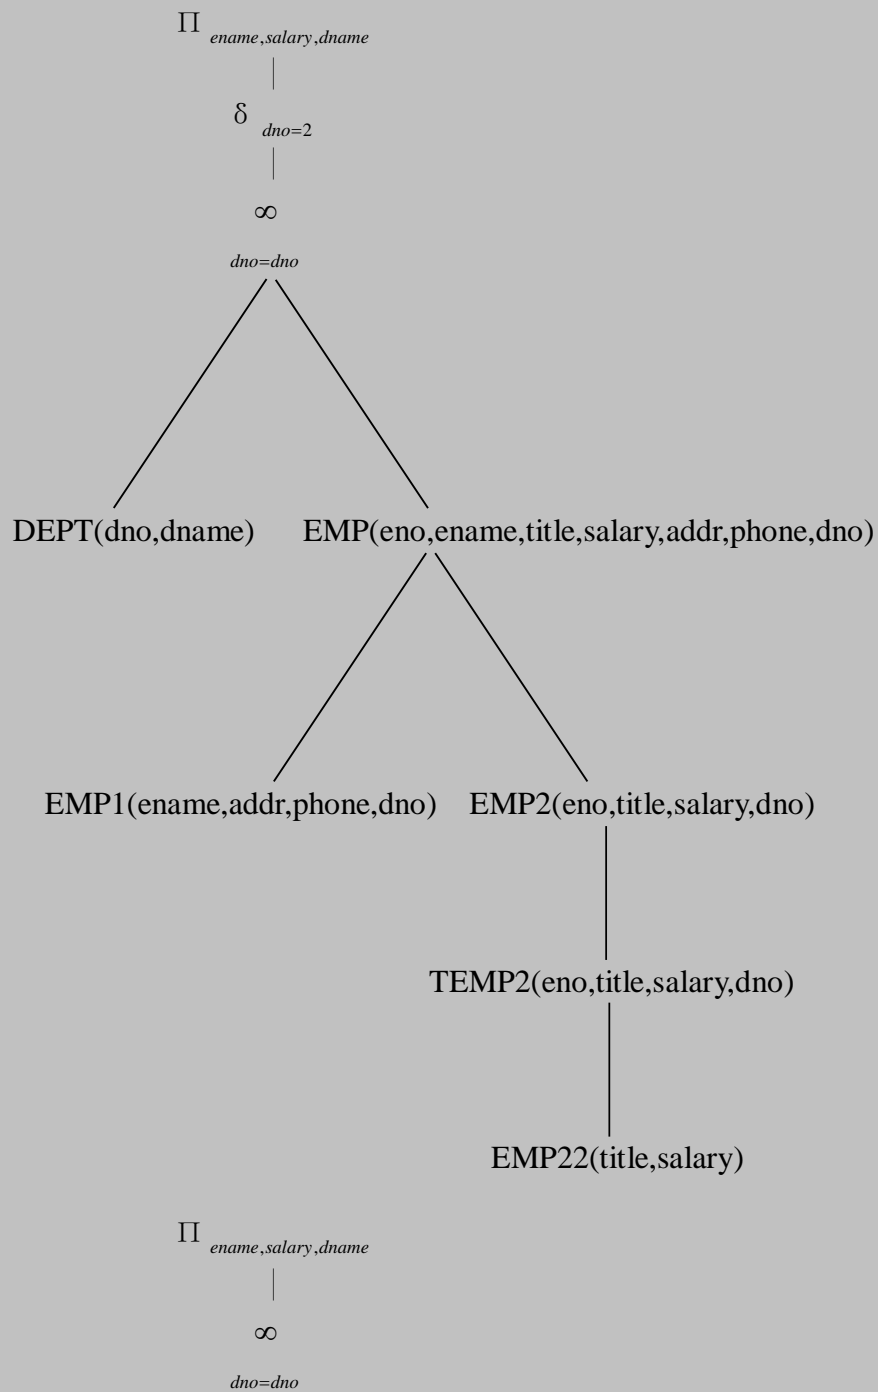 Π ename,salary,dname
δ dno=2
∞
dno=dno
DEPT(dno,dname) EMP(eno,ename,title,salary,addr,phone,dno)
EMP1(ename,addr,phone,dno) EMP2(eno,title,salary,dno)
TEMP2(eno,title,salary,dno)
EMP22(title,salary)
Π ename,salary,dname
∞
dno=dno